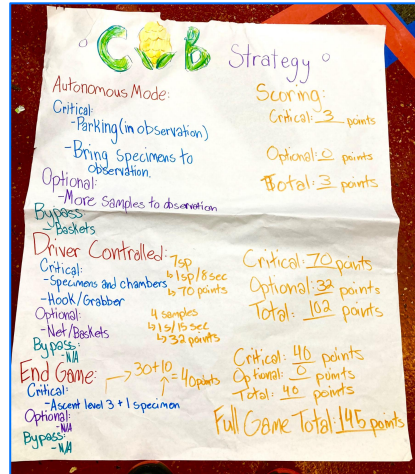 COB Strategy
Autonomous Mode:
Critical:
-Parking (in observation)
-Bring specimens to
observation.
Optional:
-More Samples to observation
Bypass
Baskets
Scoring:
Critical: 3 points
Optional: 0 points
Total: 3 points
Driver Controlled:
Critical:
-Specimens and chambers
-Hook/Grabber
Optional:
-Net/Baskets
Bypass:
-N/A
7sp
↳1sp/8 sec
↳70 points
4 samples
↳1s/15 sec
↳32 points
Critical: 70 points
Optional: 32 points
Total: 102 points
End Game:
Critical:
-Ascent level 3 + 1 specimen
Optional:
-N/A
Bypass:
-N/A
→30+10 = 40 points
Critical: 40 points
Optional: 0 points
Total: 40 points
Full Game Total: 145 points